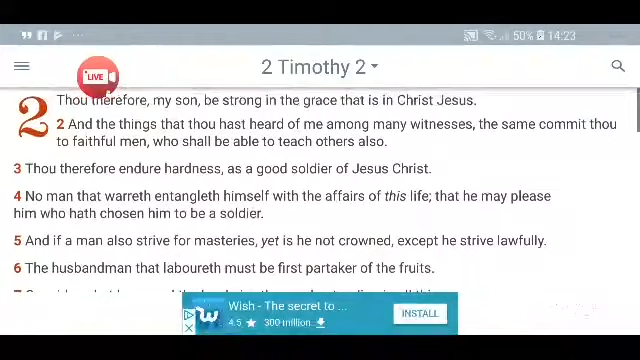 50% 14:23
LIVE
2 Timothy 2
2 Thou therefore, my son, be strong in the grace that is in Christ Jesus.
2 And the things that thou hast heard of me among many witnesses, the same commit thou
to faithful men, who shall be able to teach others also.
3 Thou therefore endure hardness, as a good soldier of Jesus Christ.
4 No man that warreth entangleth himself with the affairs of this life; that he may please
him who hath chosen him to be a soldier.
5 And if a man also strive for masteries, yet is he not crowned, except he strive lawfully.
6 The husbandman that laboureth must be first partaker of the fruits.
Wish - The secret to ...
4.5 ★ 300 million
INSTALL